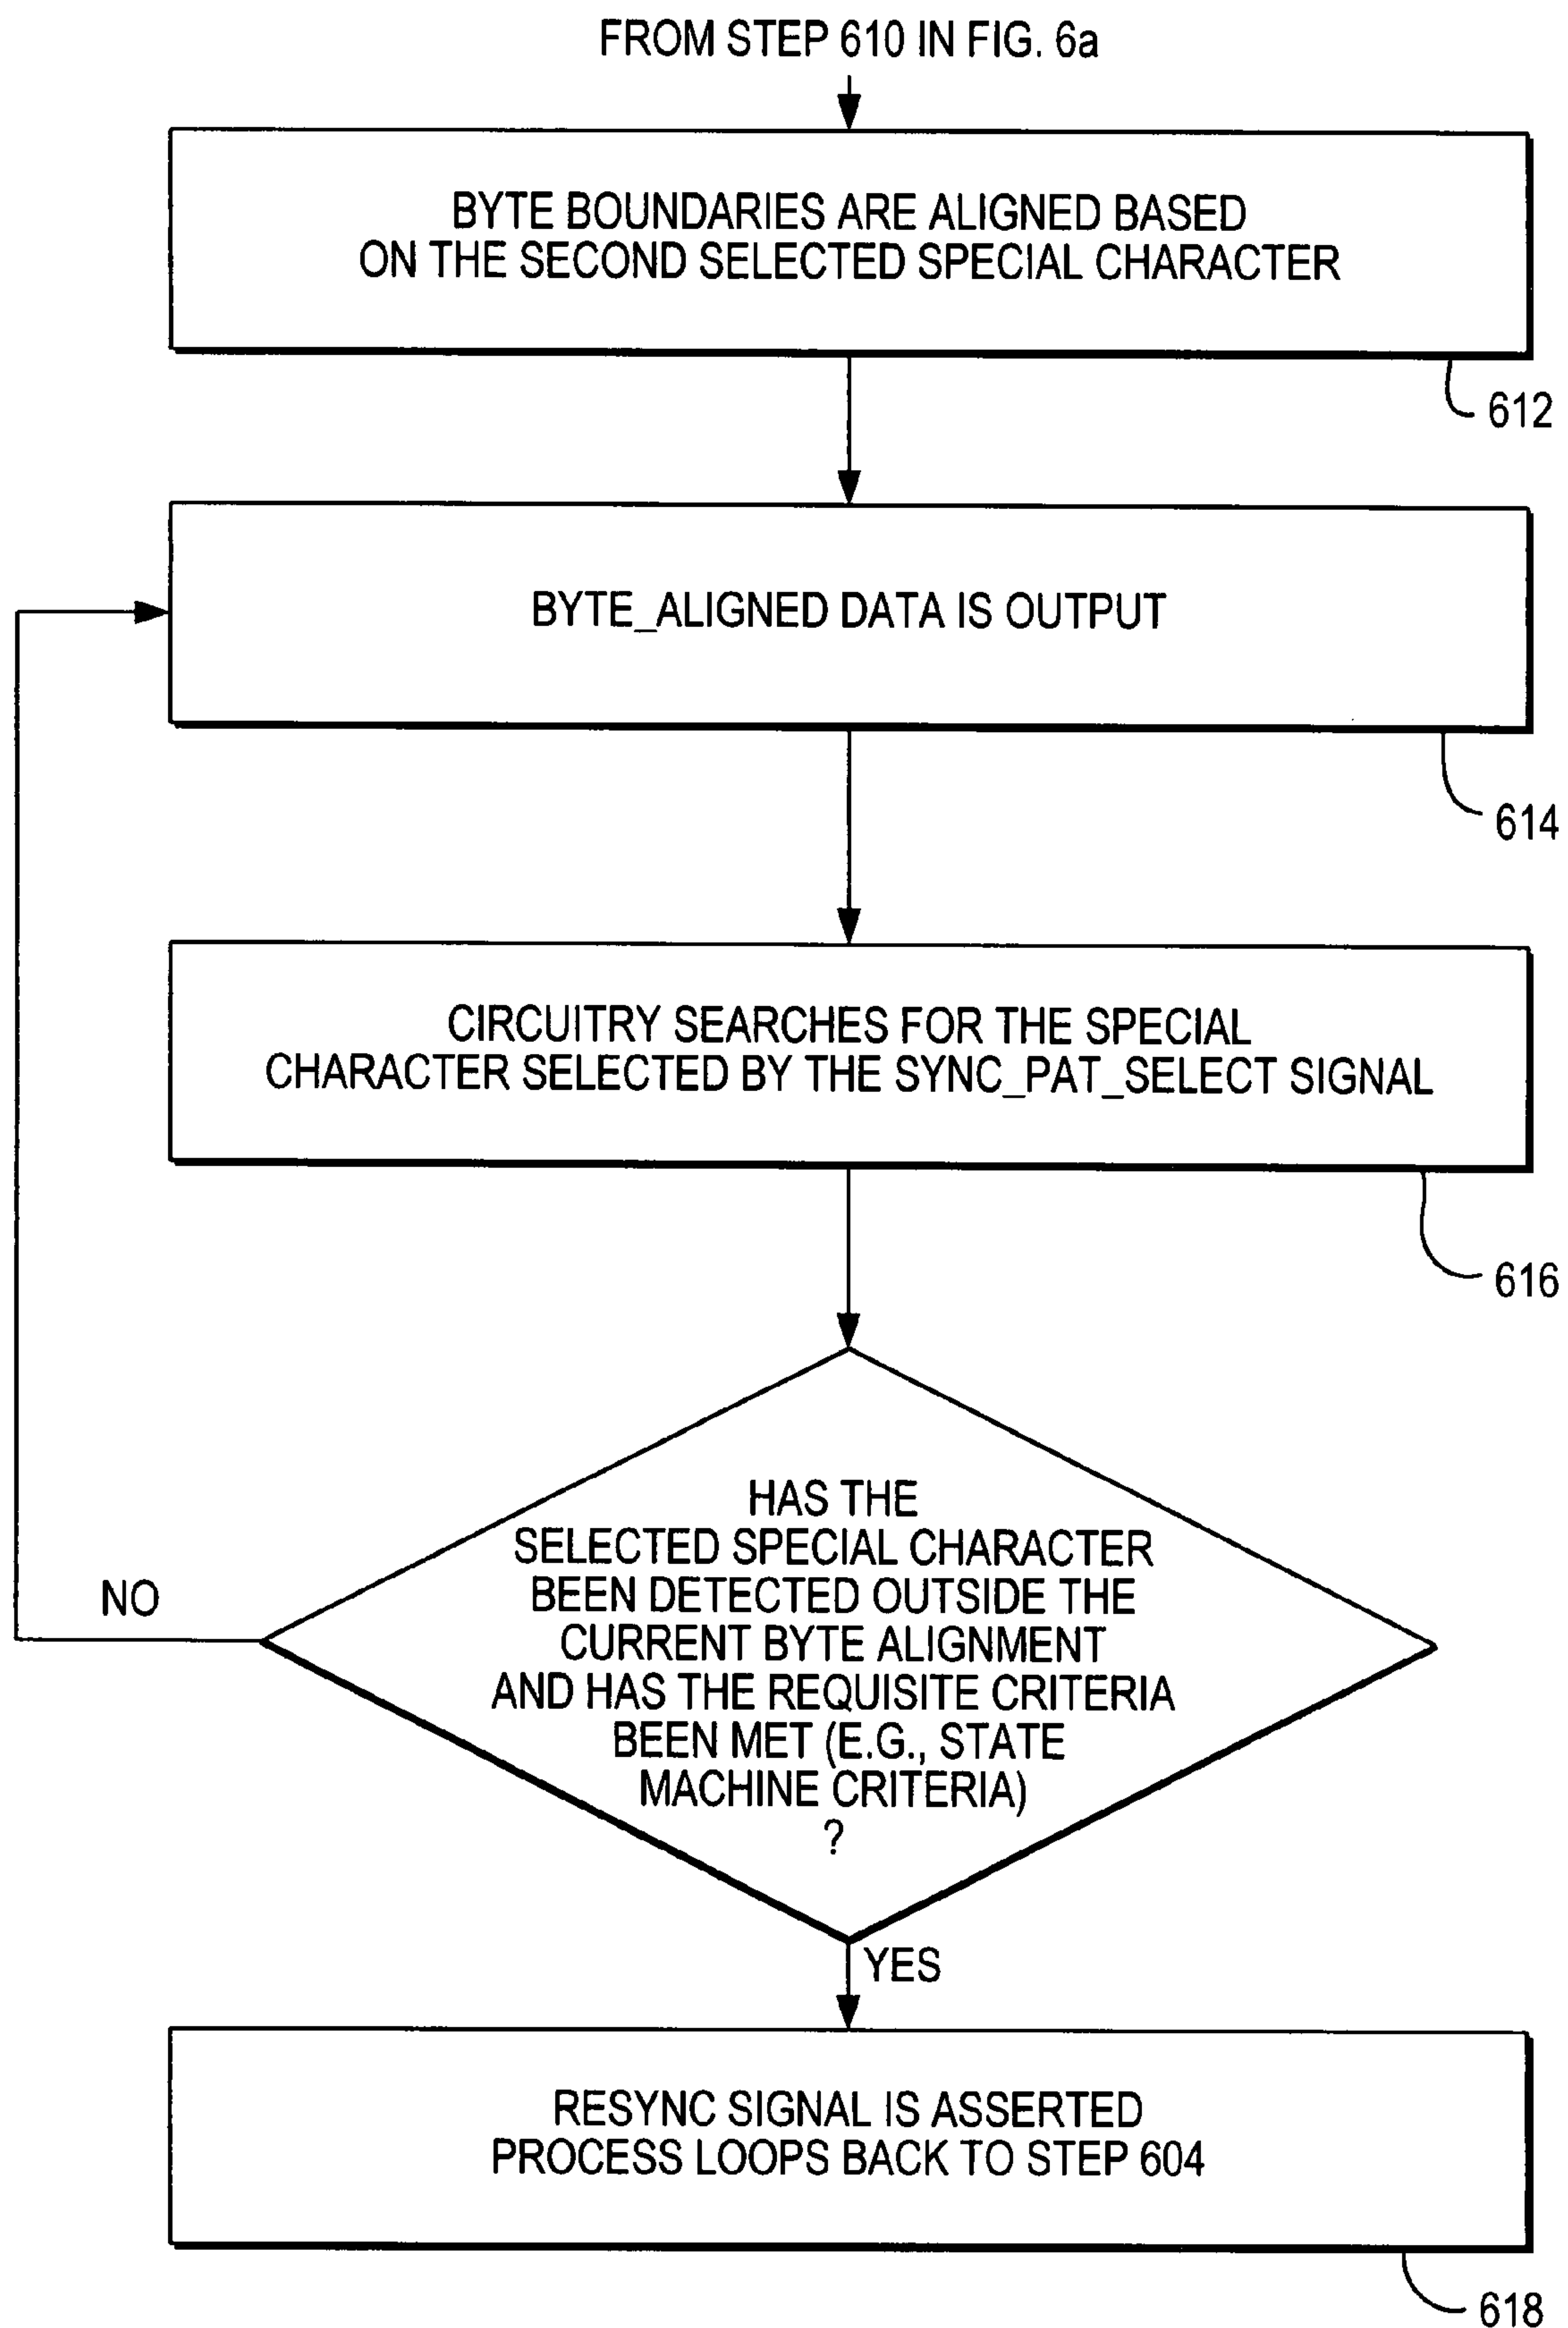 FROM STEP 610 IN FIG. 6a
BYTE BOUNDARIES ARE ALIGNED BASED
ON THE SECOND SELECTED SPECIAL CHARACTER
612
BYTE_ALIGNED DATA IS OUTPUT
614
CIRCUITRY SEARCHES FOR THE SPECIAL
CHARACTER SELECTED BY THE SYNC_PAT_SELECT SIGNAL
616
HAS THE
SELECTED SPECIAL CHARACTER
BEEN DETECTED OUTSIDE THE
CURRENT BYTE ALIGNMENT
AND HAS THE REQUISITE CRITERIA
BEEN MET (E.G., STATE
MACHINE CRITERIA)
?
NO
YES
RESYNC SIGNAL IS ASSERTED
PROCESS LOOPS BACK TO STEP 604
618